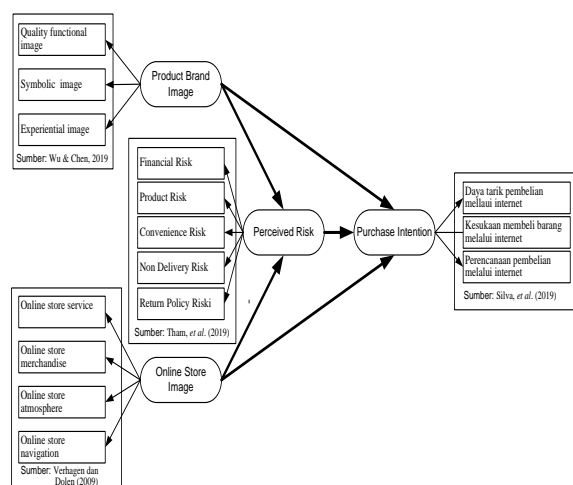 Quality functional
image
Symbolic image
Experiential image
Sumber: Wu & Chen, 2019
Product Brand
Image
Financial Risk
Product Risk
Convenience Risk
Non Delivery Risk
Return Policy Riski
Sumber: Tham, et al. (2019)
Perceived Risk
Purchase Intention
Daya tarik pembelian
mellaui internet
Kesukaan membeli barang
melalui internet
Perencanaan pembelian
melalui internet
Sumber: Silva, et al. (2019)
Online store service
Online store
merchandise
Online store
atmosphere
Online store
navigation
Sumber: Verhagen dan
Dolen (2009)
Online Store
Image